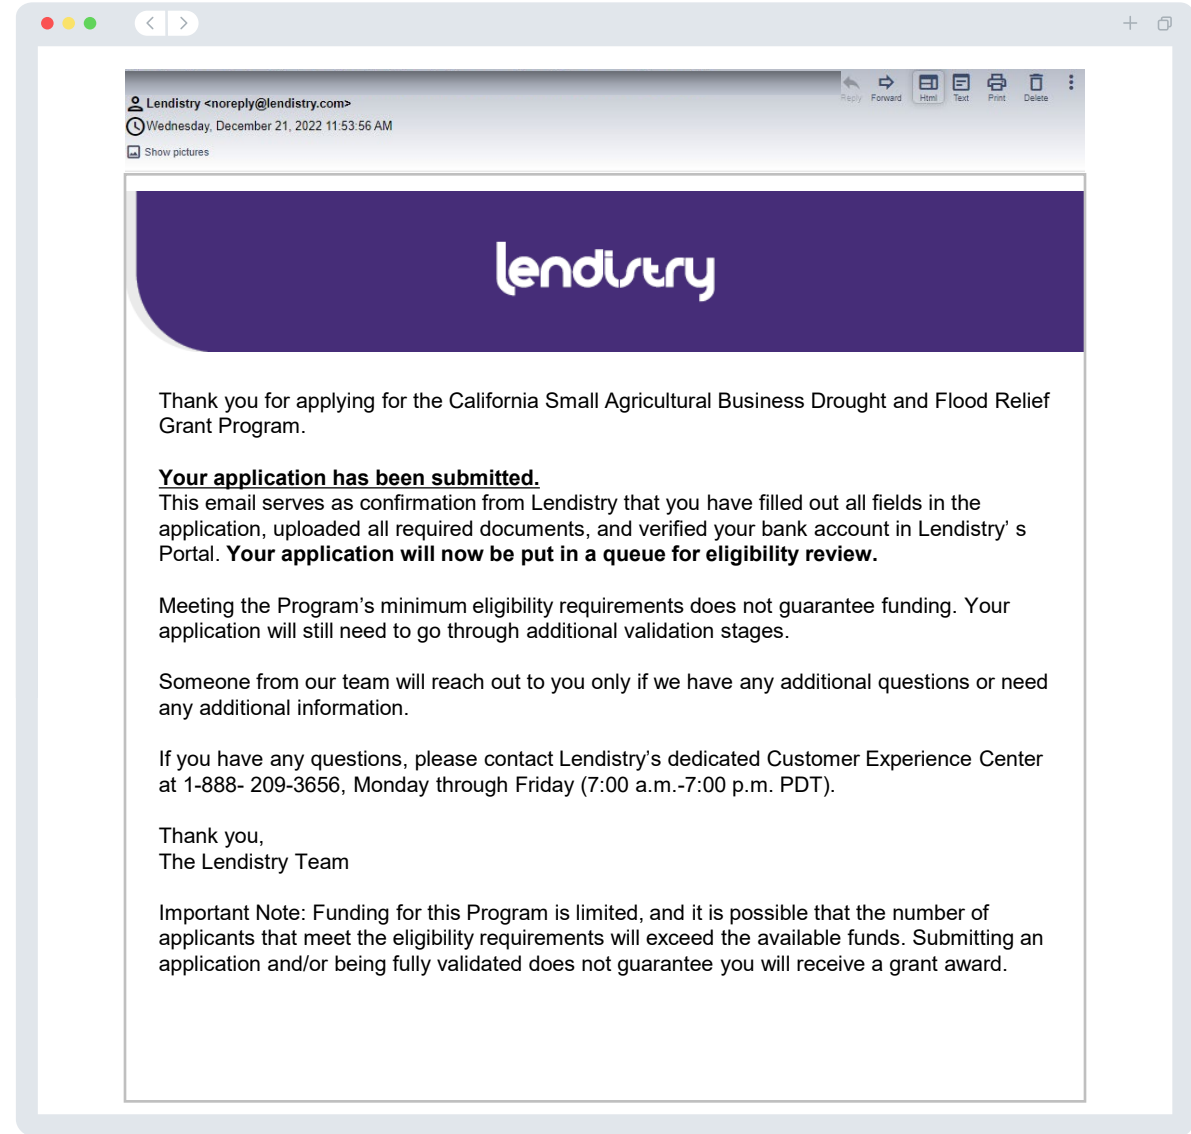 Lendistry <noreply@lendistry.com>
Reply Forward Html Text Print Delete
Wednesday, December 21, 2022 11:53:56 AM
Show pictures
lendistry
Thank you for applying for the California Small Agricultural Business Drought and Flood Relief
Grant Program.
Your application has been submitted.
This email serves as confirmation from Lendistry that you have filled out all fields in the
application, uploaded all required documents, and verified your bank account in Lendistry’ s
Portal. Your application will now be put in a queue for eligibility review.
Meeting the Program’s minimum eligibility requirements does not guarantee funding. Your
application will still need to go through additional validation stages.
Someone from our team will reach out to you only if we have any additional questions or need
any additional information.
If you have any questions, please contact Lendistry’s dedicated Customer Experience Center
at 1-888- 209-3656, Monday through Friday (7:00 a.m.-7:00 p.m. PDT).
Thank you,
The Lendistry Team
Important Note: Funding for this Program is limited, and it is possible that the number of
applicants that meet the eligibility requirements will exceed the available funds. Submitting an
application and/or being fully validated does not guarantee you will receive a grant award.